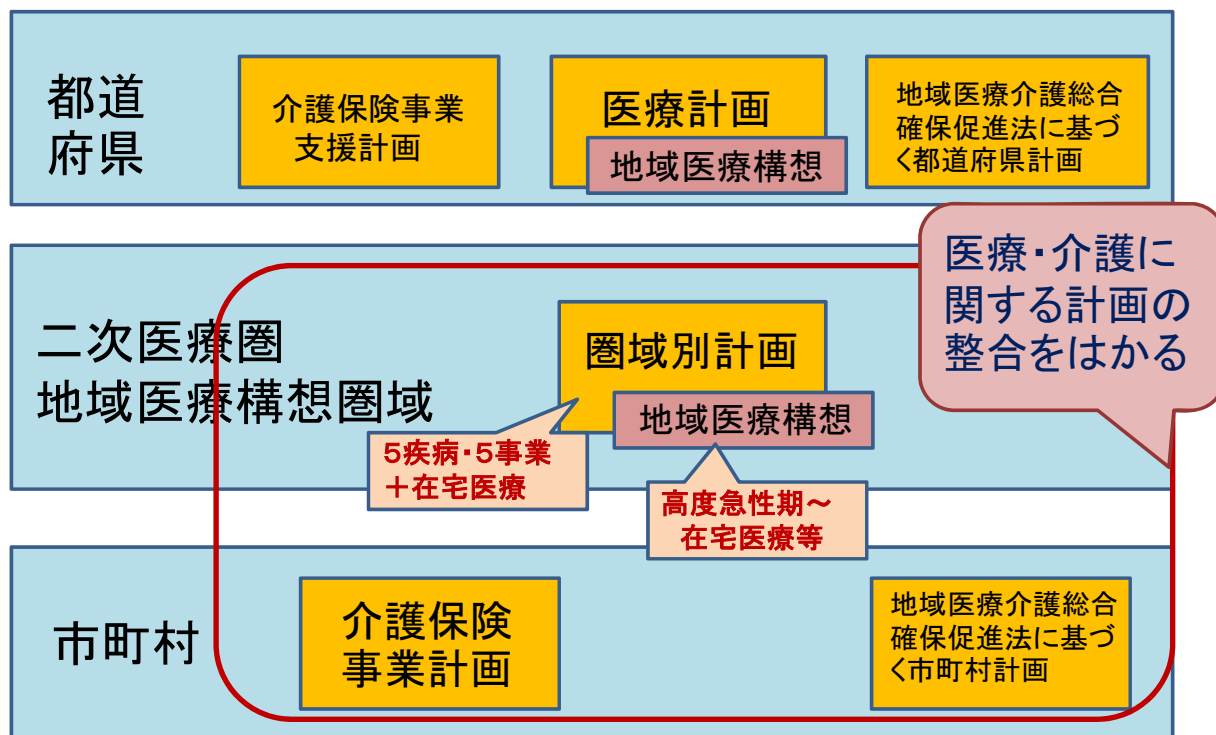 都道
府県
介護保険事業
支援計画
医療計画
地域医療構想
地域医療介護総合
確保促進法に基づ
く都道府県計画
医療・介護に
関する計画の
整合をはかる
二次医療圏
地域医療構想圏域
圏域別計画
地域医療構想
5疾病・5事業
＋在宅医療
高度急性期～
在宅医療等
市町村
介護保険
事業計画
地域医療介護総合
確保促進法に基づ
く市町村計画